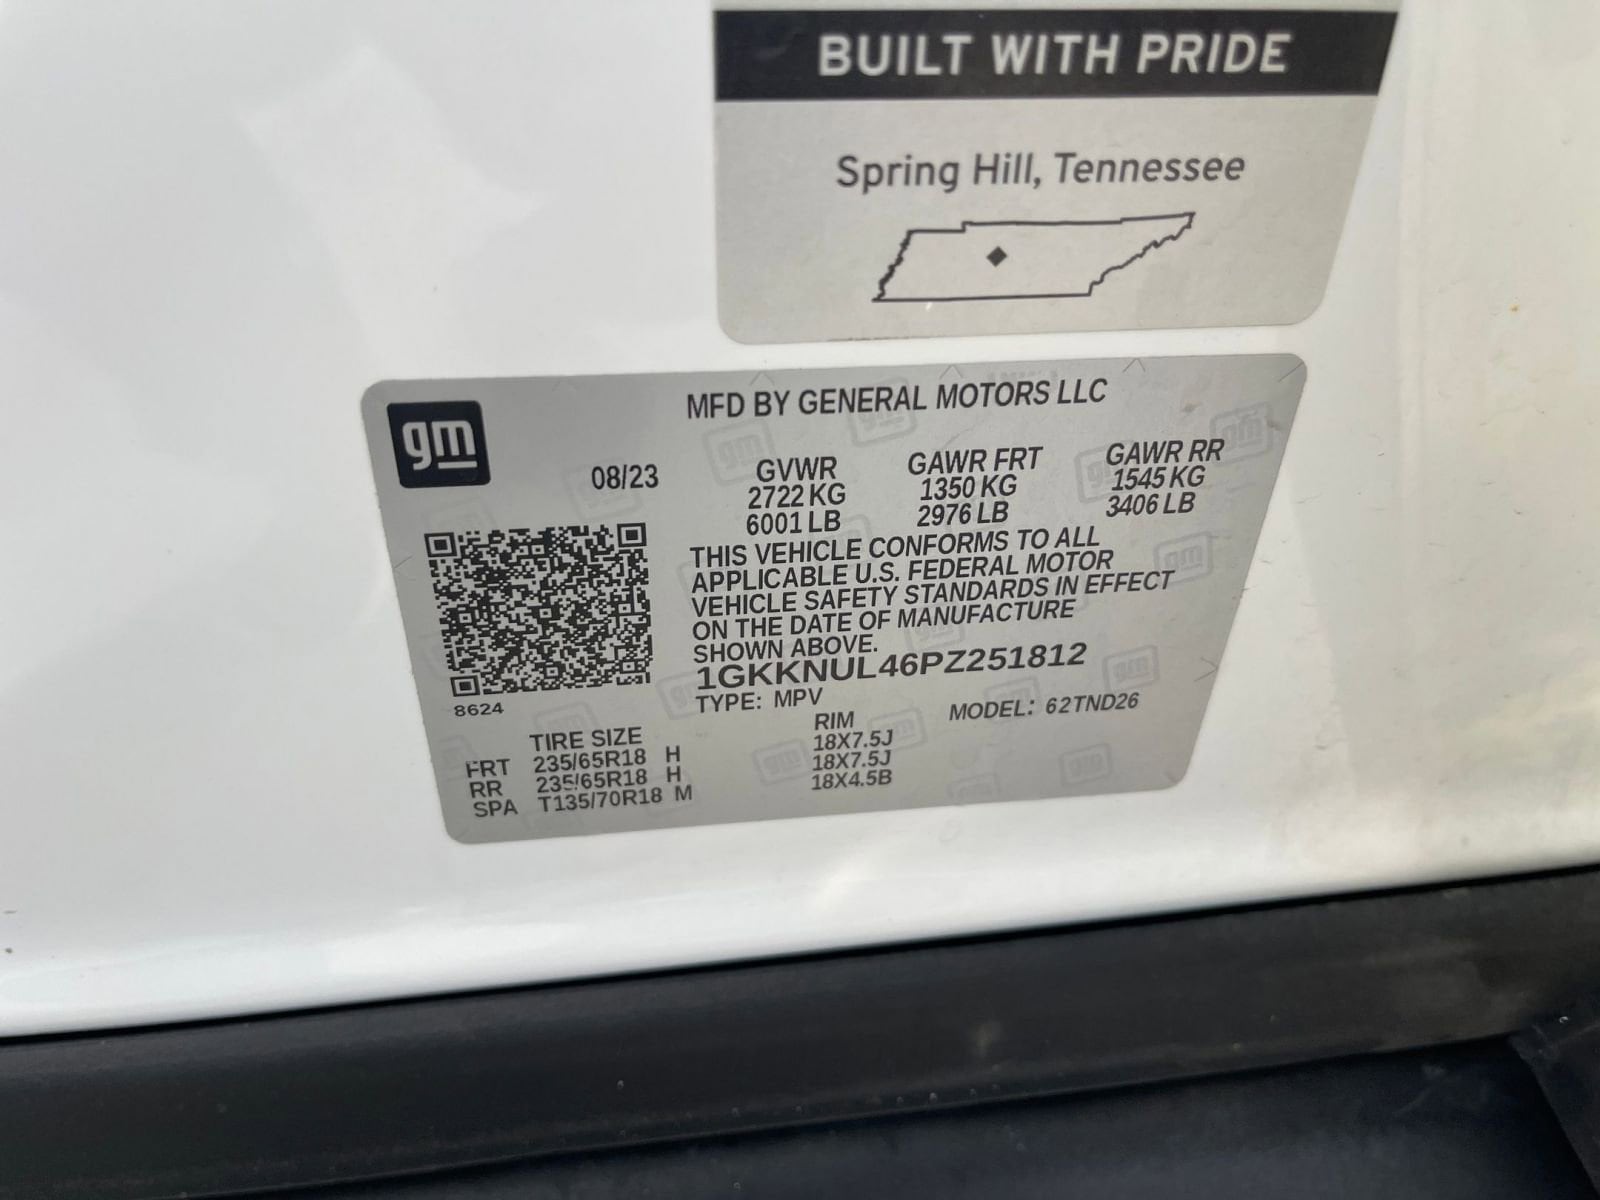 BUILT WITH PRIDE
Spring Hill, Tennessee
gm
MFD BY GENERAL MOTORS LLC
08/23
GVWR
2722 KG
6001 LB
GAWR FRT
1350 KG
2976 LB
GAWR RR
1545 KG
3406 LB
THIS VEHICLE CONFORMS TO ALL
APPLICABLE U.S. FEDERAL MOTOR
VEHICLE SAFETY STANDARDS IN EFFECT
ON THE DATE OF MANUFACTURE
SHOWN ABOVE.
1GKKNUL46PZ251812
TYPE: MPV
MODEL: 62TND26
8624
TIRE SIZE RIM
FRT 235/65R18 H 18X7.5J
RR 235/65R18 H 18X7.5J
SPA T135/70R18 M 18X4.5B